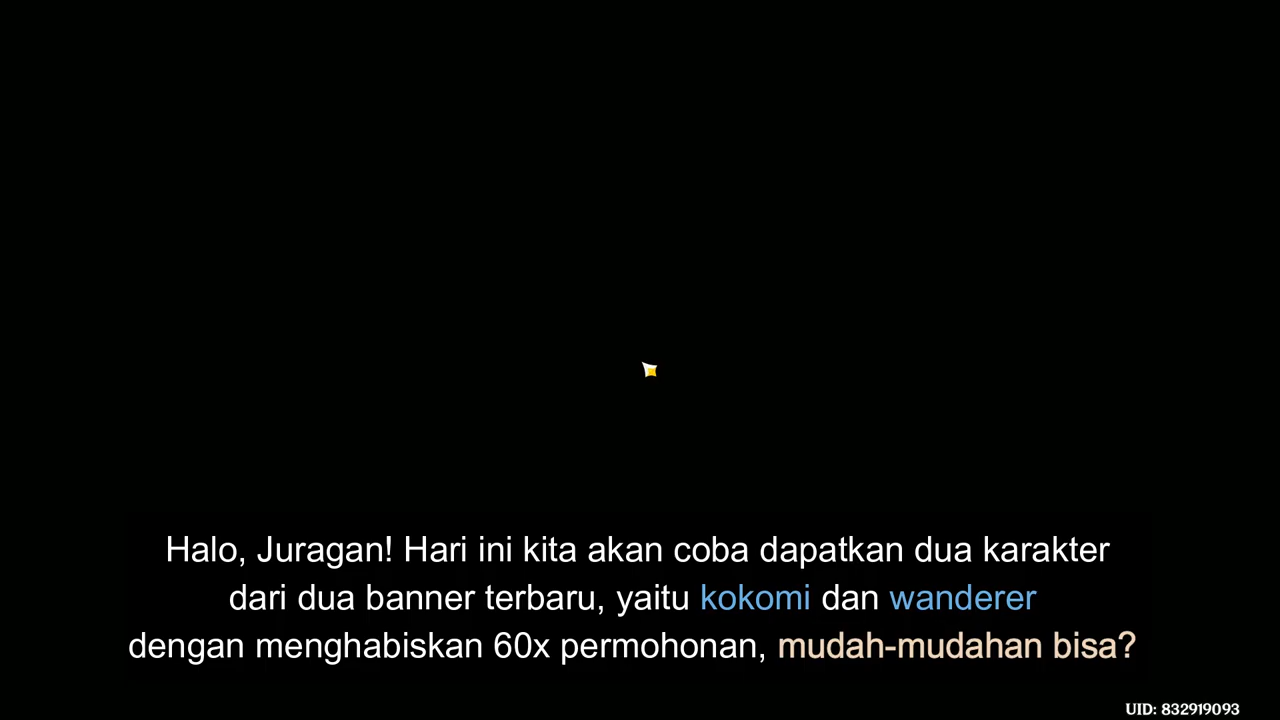 Halo, Juragan! Hari ini kita akan coba dapatkan dua karakter
dari dua banner terbaru, yaitu kokomi dan wanderer
dengan menghabiskan 60x permohonan, mudah-mudahan bisa?
UID: 832919093